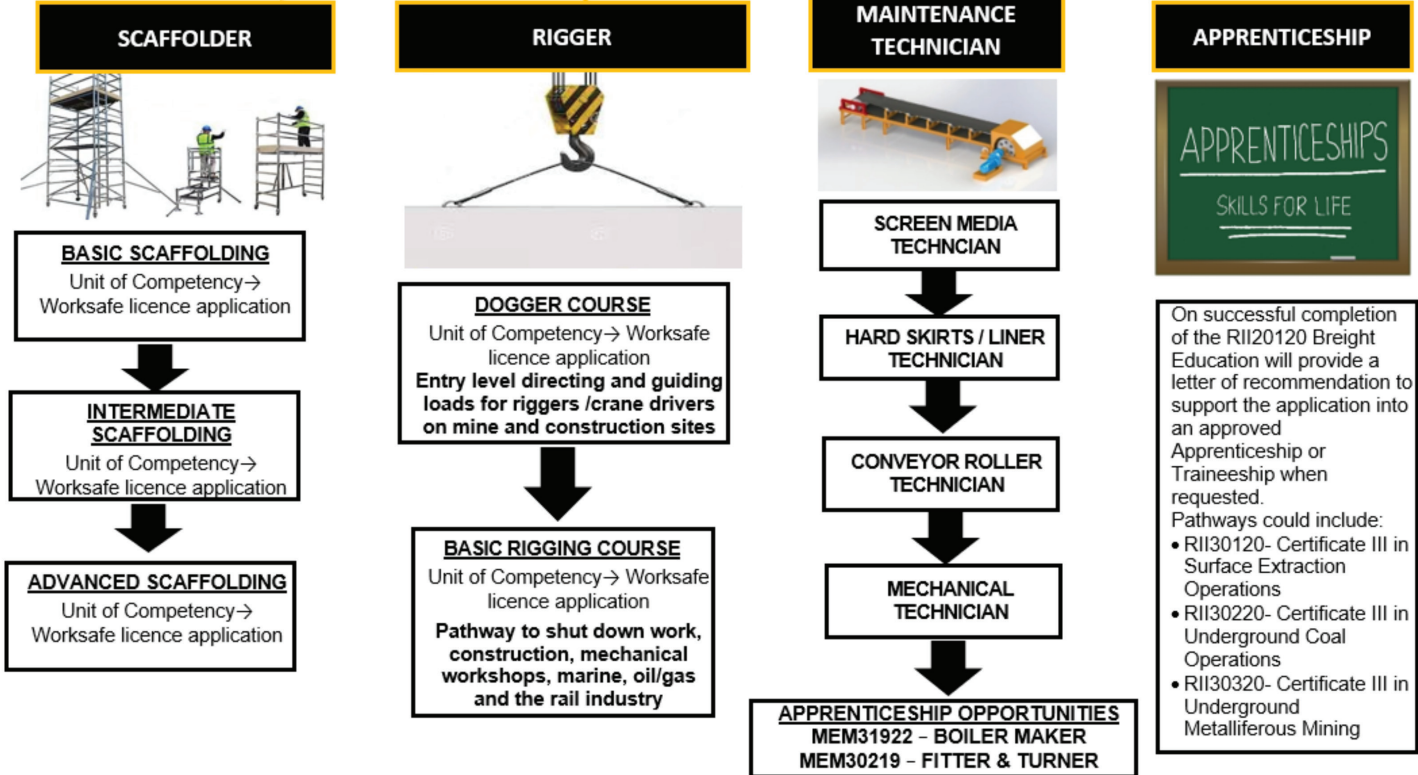 SCAFFOLDER
BASIC SCAFFOLDING
Unit of Competency→
Worksafe licence application
INTERMEDIATE
SCAFFOLDING
Unit of Competency→
Worksafe licence application
ADVANCED SCAFFOLDING
Unit of Competency→
Worksafe licence application
RIGGER
DOGGER COURSE
Unit of Competency→ Worksafe
licence application
Entry level directing and guiding
loads for riggers /crane drivers
on mine and construction sites
BASIC RIGGING COURSE
Unit of Competency→ Worksafe
licence application
Pathway to shut down work,
construction, mechanical
workshops, marine, oil/gas
and the rail industry
MAINTENANCE
TECHNICIAN
SCREEN MEDIA
TECHNCIAN
HARD SKIRTS / LINER
TECHNICIAN
CONVEYOR ROLLER
TECHNICIAN
MECHANICAL
TECHNICIAN
APPRENTICESHIP OPPORTUNITIES
MEM31922 – BOILER MAKER
MEM30219 – FITTER & TURNER
APPRENTICESHIP
APPRENTICESHIPS
SKILLS FOR LIFE
On successful completion
of the RII20120 Breight
Education will provide a
letter of recommendation to
support the application into
an approved
Apprenticeship or
Traineeship when
requested.
Pathways could include:
• RII30120- Certificate III in
Surface Extraction
Operations
• RII30220- Certificate III in
Underground Coal
Operations
• RII30320- Certificate III in
Underground
Metalliferous Mining